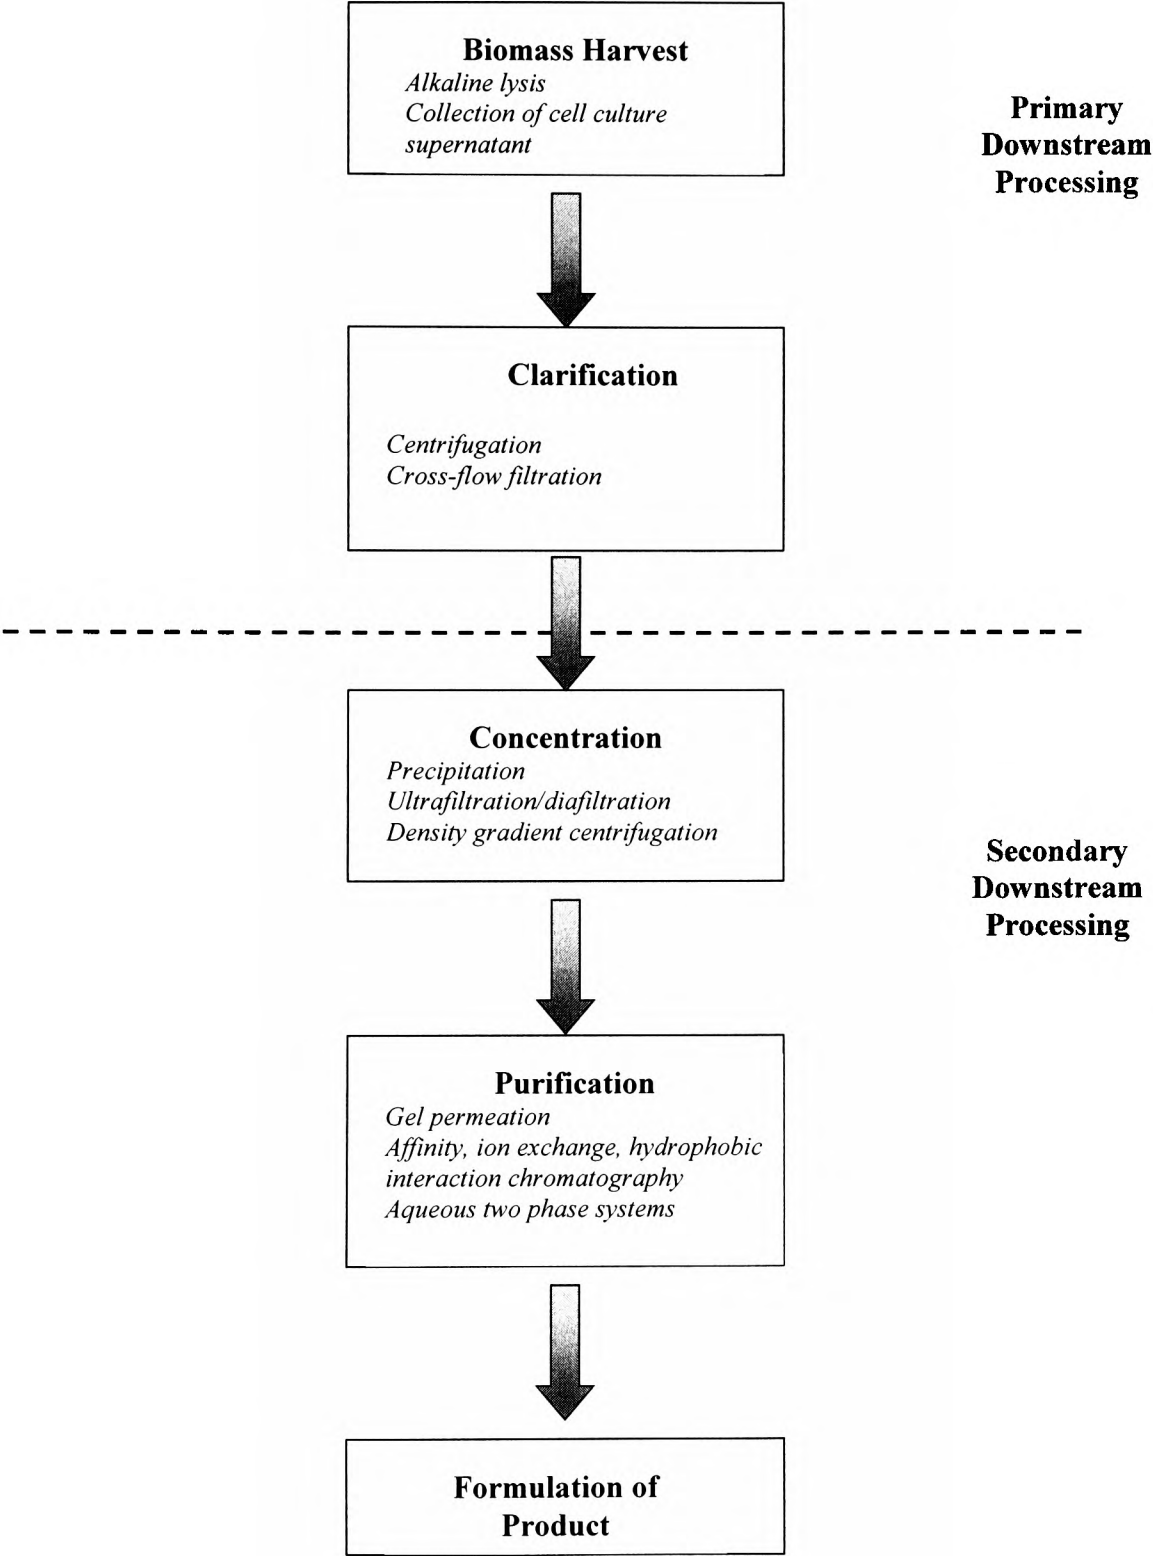 Biomass Harvest
Alkaline lysis
Collection of cell culture
supernatant
Primary
Downstream
Processing
Clarification
Centrifugation
Cross-flow filtration
Concentration
Precipitation
Ultrafiltration/diafiltration
Density gradient centrifugation
Secondary
Downstream
Processing
Purification
Gel permeation
Affinity, ion exchange, hydrophobic
interaction chromatography
Aqueous two phase systems
Formulation of
Product